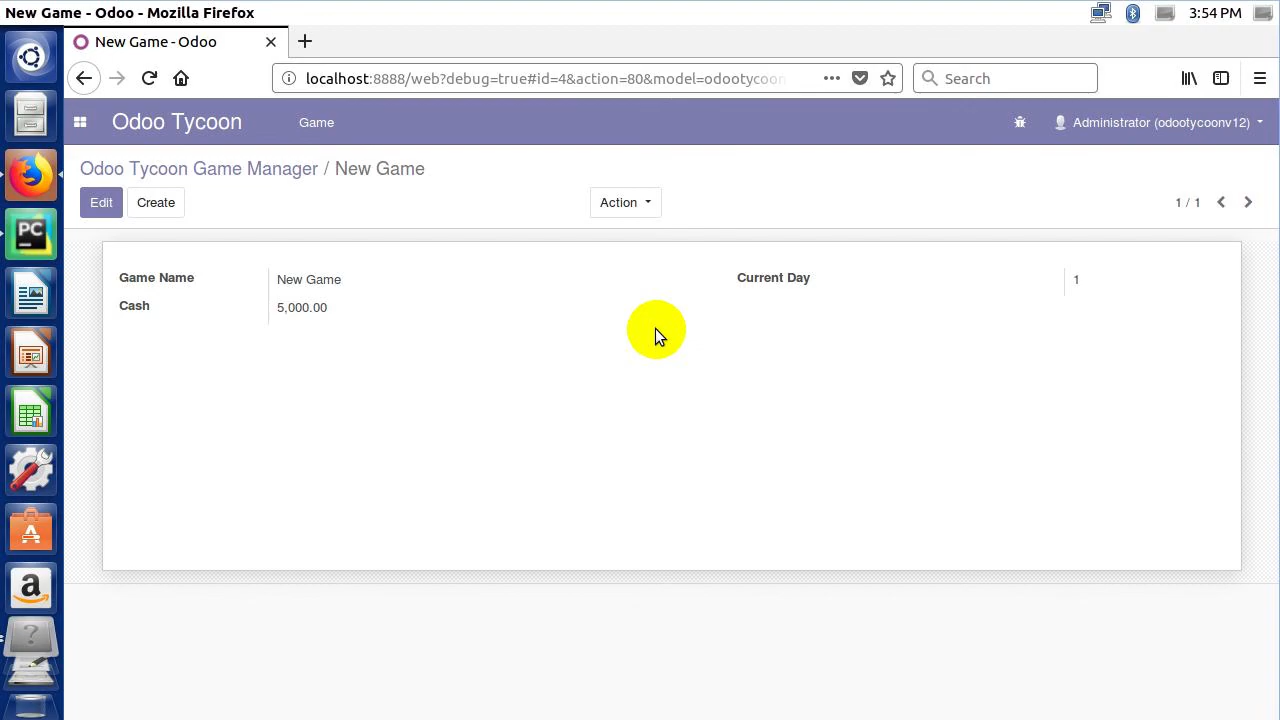 New Game - Odoo - Mozilla Firefox
3:54 PM
New Game - Odoo
localhost:8888/web?debug=true#id=4&action=80&model=odootycoon
Search
Odoo Tycoon
Game
Administrator (odootycoonv12)
Odoo Tycoon Game Manager / New Game
Edit
Create
Action
1 / 1
Game Name
New Game
Current Day
1
Cash
5,000.00
PC
A
a
?